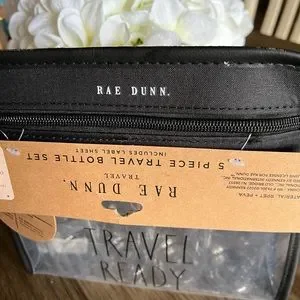 RAE DUNN.
5 PIECE TRAVEL BOTTLE SET
INCLUDES LABEL SHEET
RAE DUNN.
TRAVEL
TRAVEL
READY